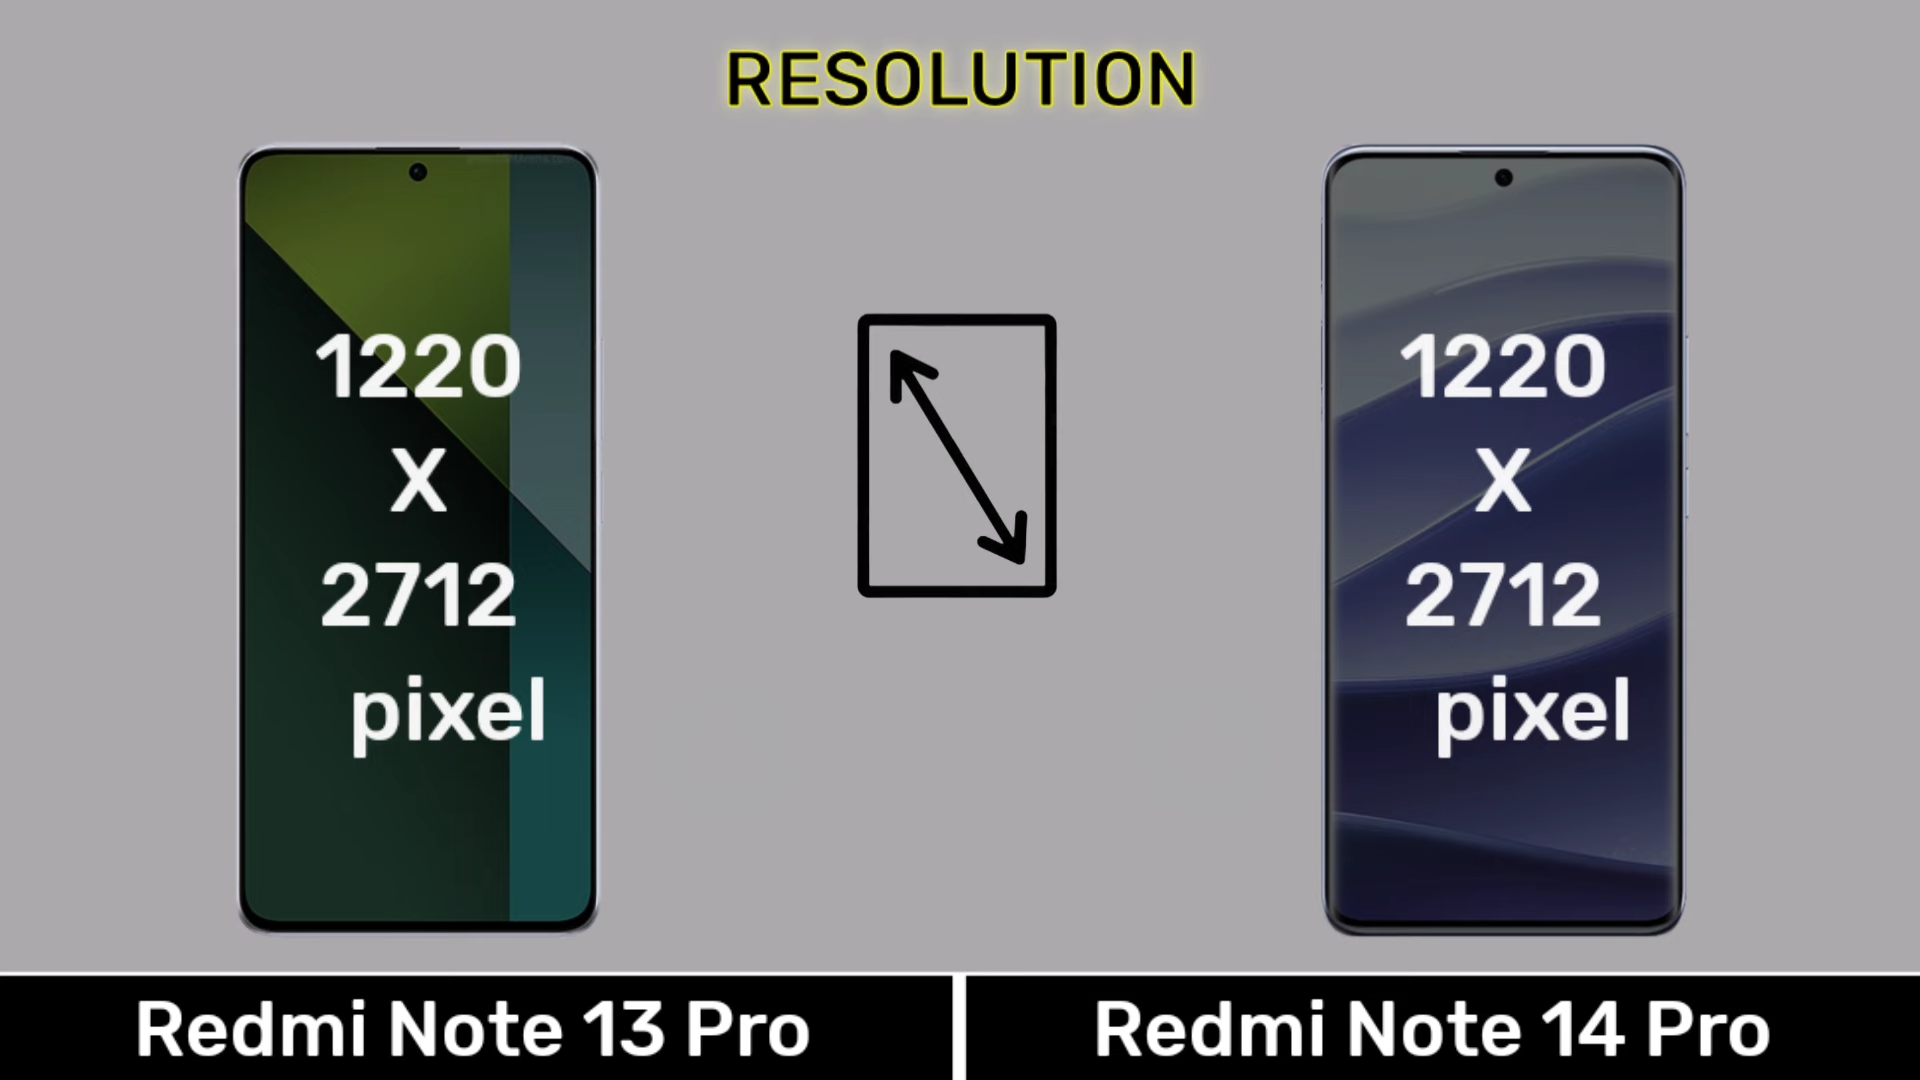 RESOLUTION
1220
X
2712
pixel
1220
X
2712
pixel
Redmi Note 13 Pro
Redmi Note 14 Pro